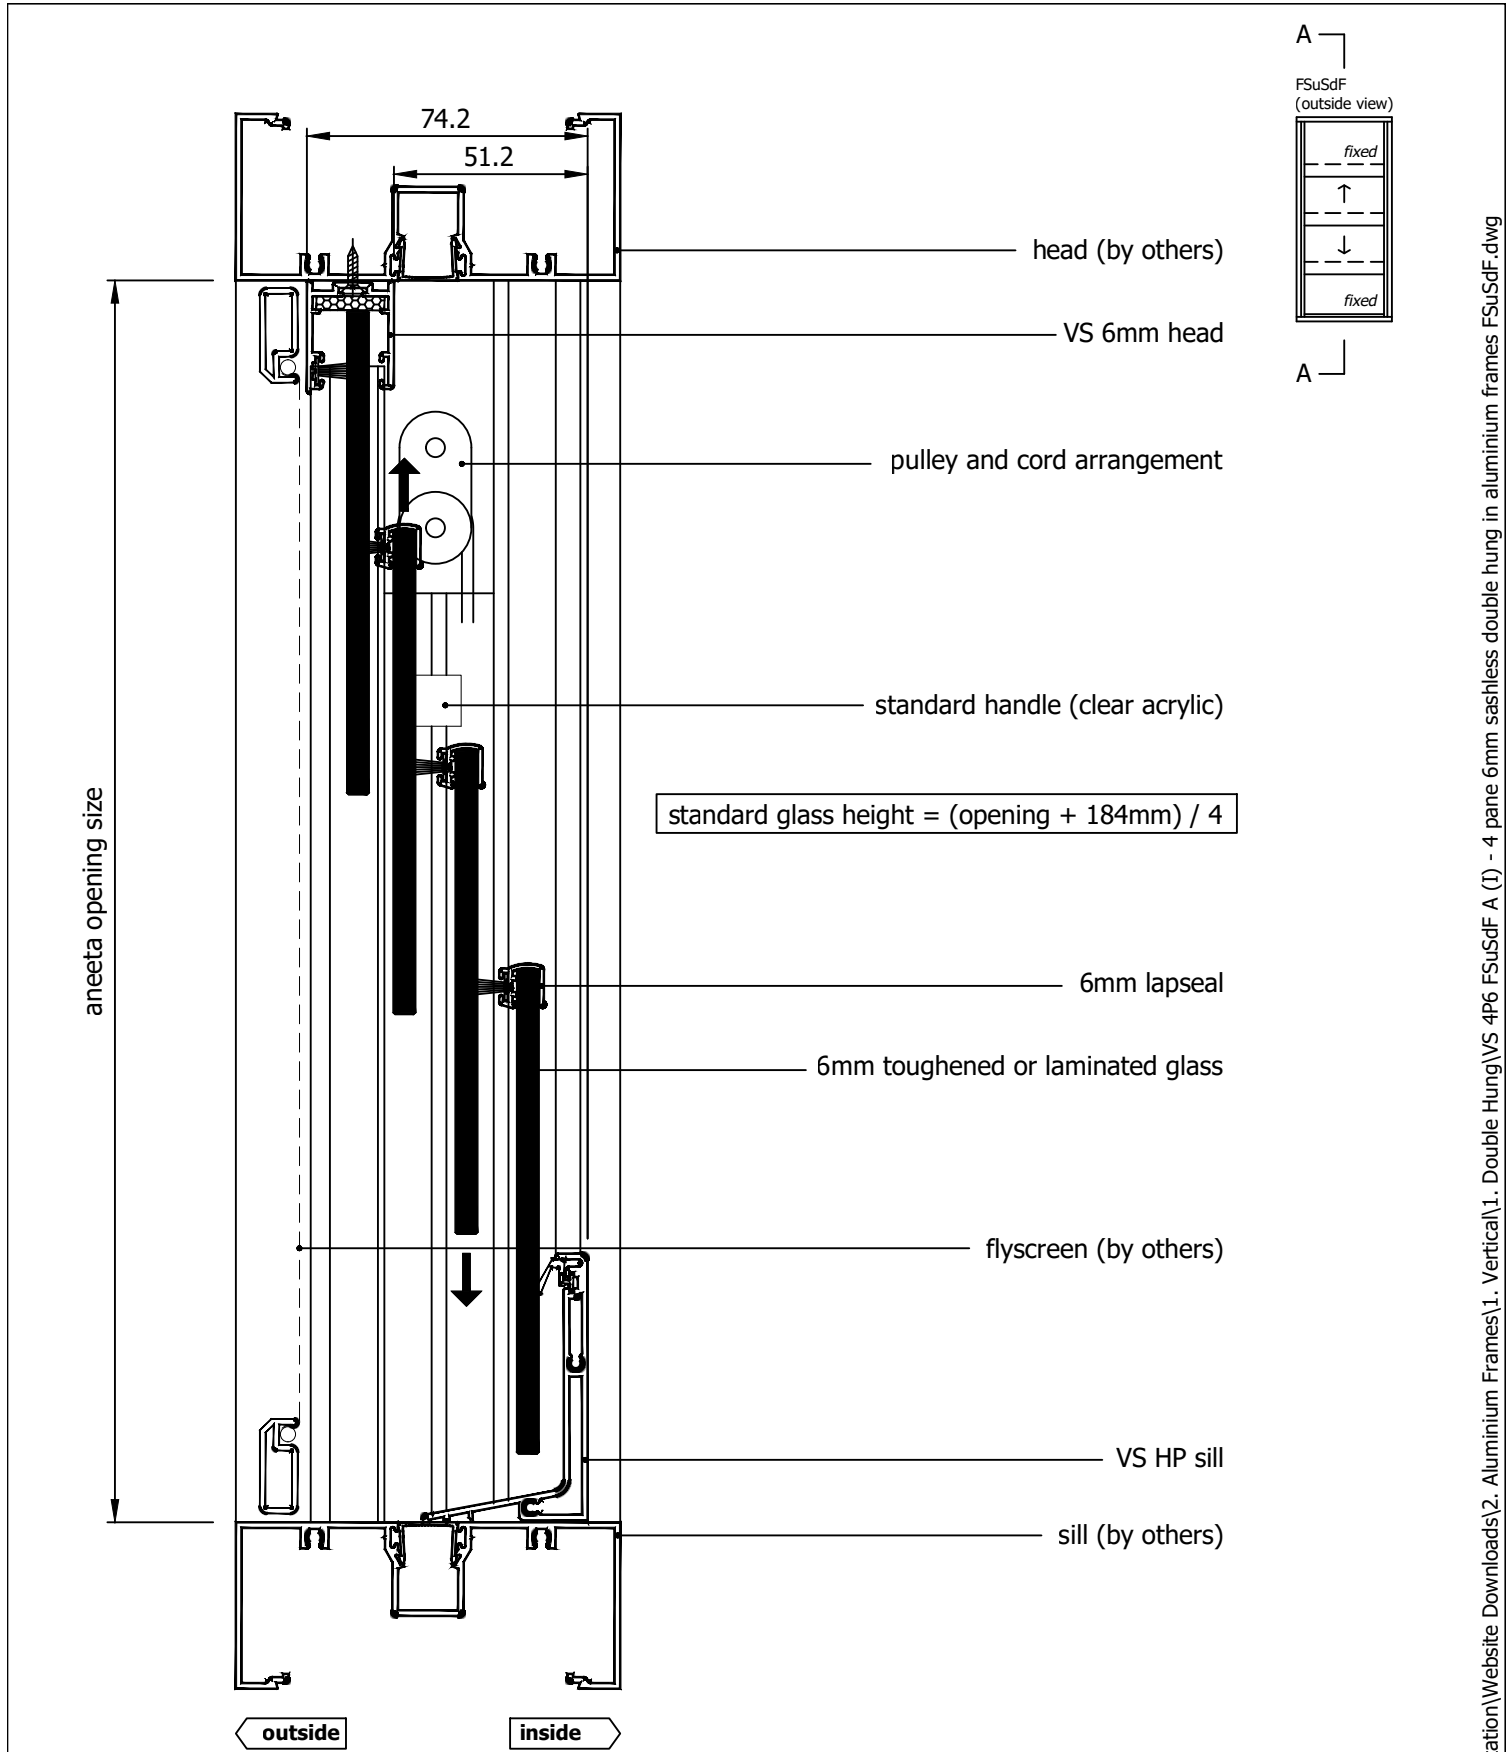 A
FSuSdF
(outside view)
fixed
fixed
A
74.2
51.2
head (by others)
VS 6mm head
pulley and cord arrangement
standard handle (clear acrylic)
standard glass height = (opening + 184mm) / 4
aneeta opening size
6mm lapseal
6mm toughened or laminated glass
flyscreen (by others)
VS HP sill
sill (by others)
outside
inside
ation\Website Downloads\2. Aluminium Frames\1. Vertical\1. Double Hung\VS 4P6 FSuSdF A (I) - 4 pane 6mm sashless double hung in aluminium frames FSuSdF.dwg